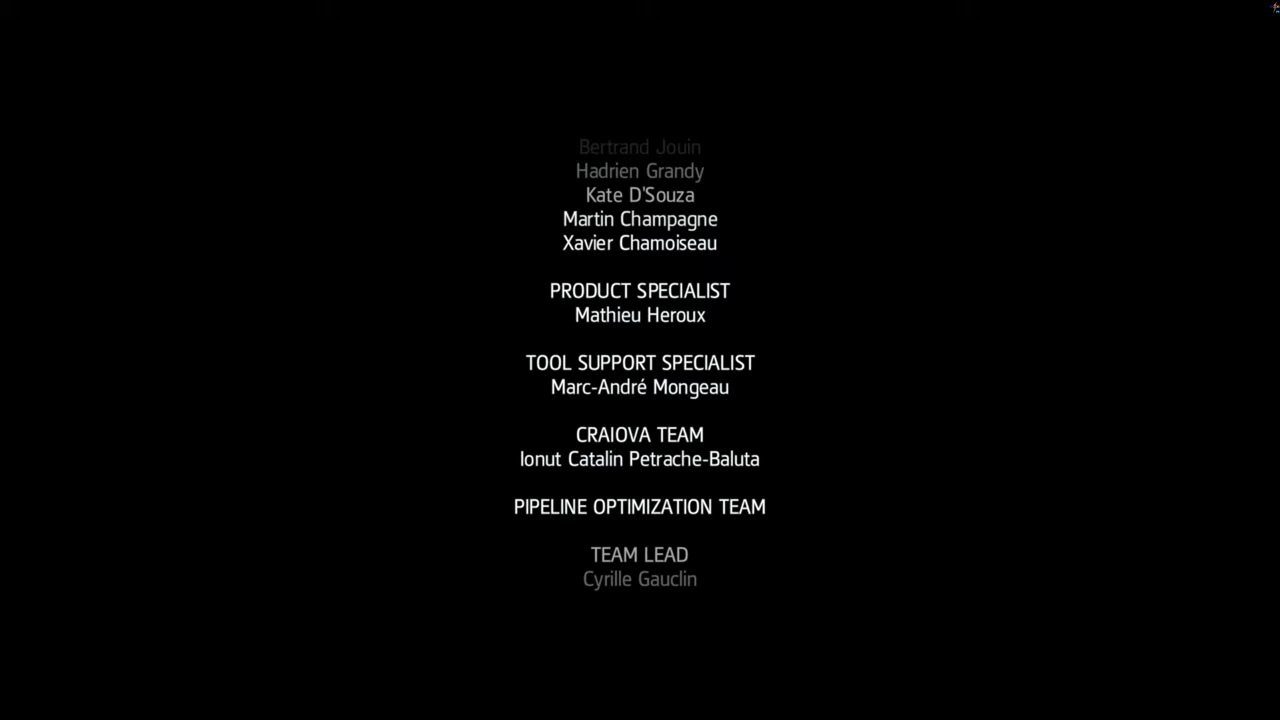 Bertrand Jouin
Hadrien Grandy
Kate D'Souza
Martin Champagne
Xavier Chamoiseau
PRODUCT SPECIALIST
Mathieu Heroux
TOOL SUPPORT SPECIALIST
Marc-André Mongeau
CRAIOVA TEAM
Ionut Catalin Petrache-Baluta
PIPELINE OPTIMIZATION TEAM
TEAM LEAD
Cyrille Gauclin